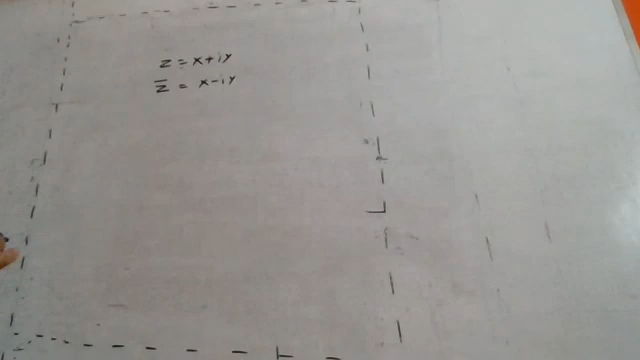 z = x+iy
z̅ = x-iy